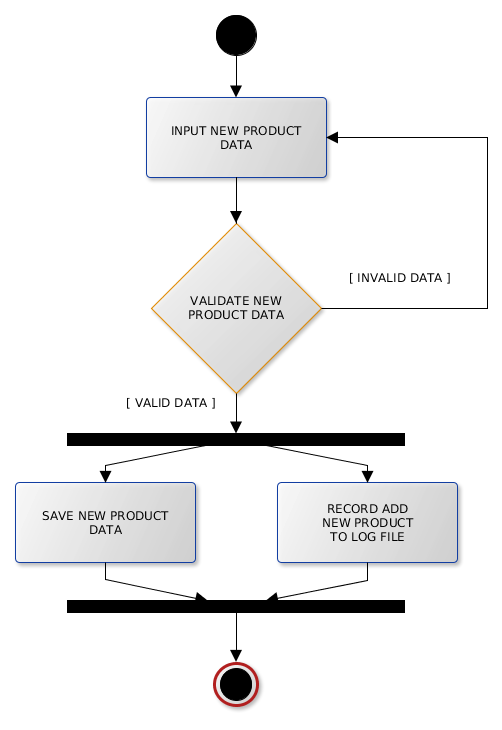 INPUT NEW PRODUCT
DATA
VALIDATE NEW
PRODUCT DATA
[ INVALID DATA ]
[ VALID DATA ]
SAVE NEW PRODUCT
DATA
RECORD ADD
NEW PRODUCT
TO LOG FILE